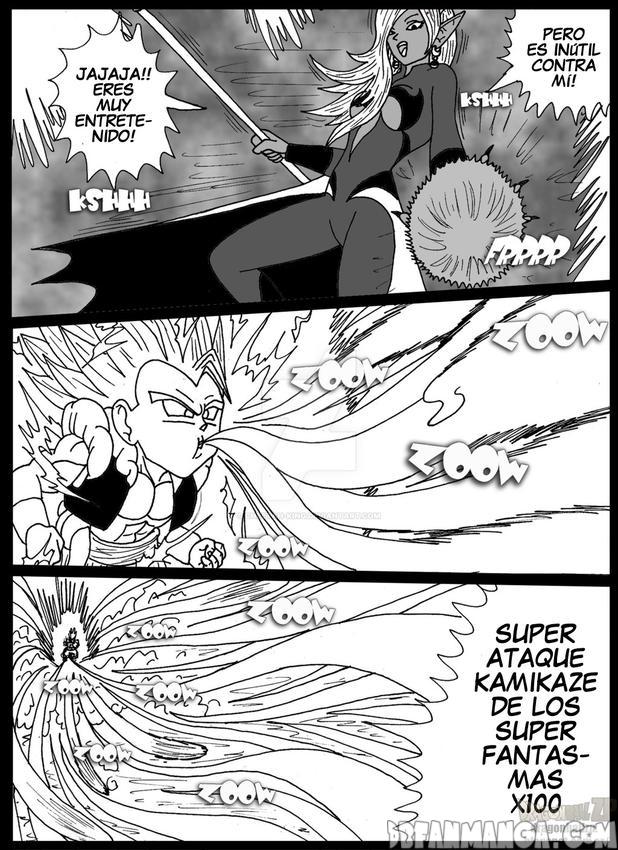 JAJAJA!!
ERES
MUY
ENTRETE-
NIDO!
PERO
ES INÚTIL
CONTRA
MÍ!
KSHHH
KSHHH
FRRRR
ZOOW
ZOOW
ZOOW
ZOOW
ZOOW
ZOOW
ZOOW
ZOOW
ZOOW
ZOOW
SUPER
ATAQUE
KAMIKAZE
DE LOS
SUPER
FANTAS-
MAS
X100
DBFANMANGA.COM